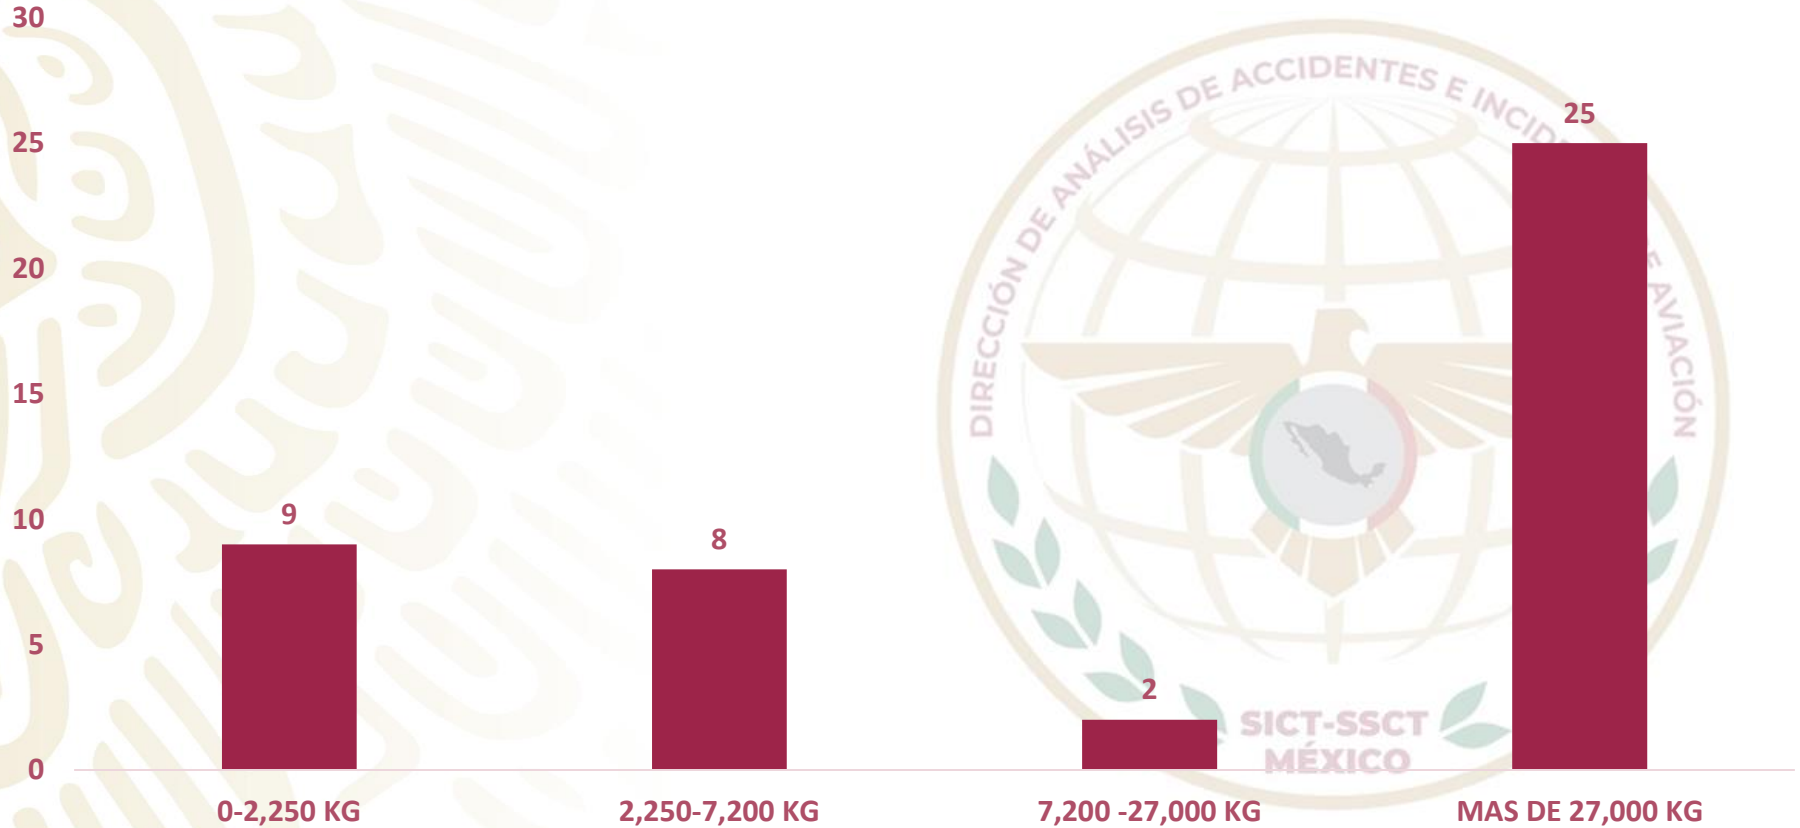 30
25
20
15
10
5
0
9
8
2
25
0-2,250 KG
2,250-7,200 KG
7,200 -27,000 KG
MAS DE 27,000 KG
DIRECCIÓN DE ANÁLISIS DE ACCIDENTES E
AVIACIÓN
SICT-SSCT
MÉXICO